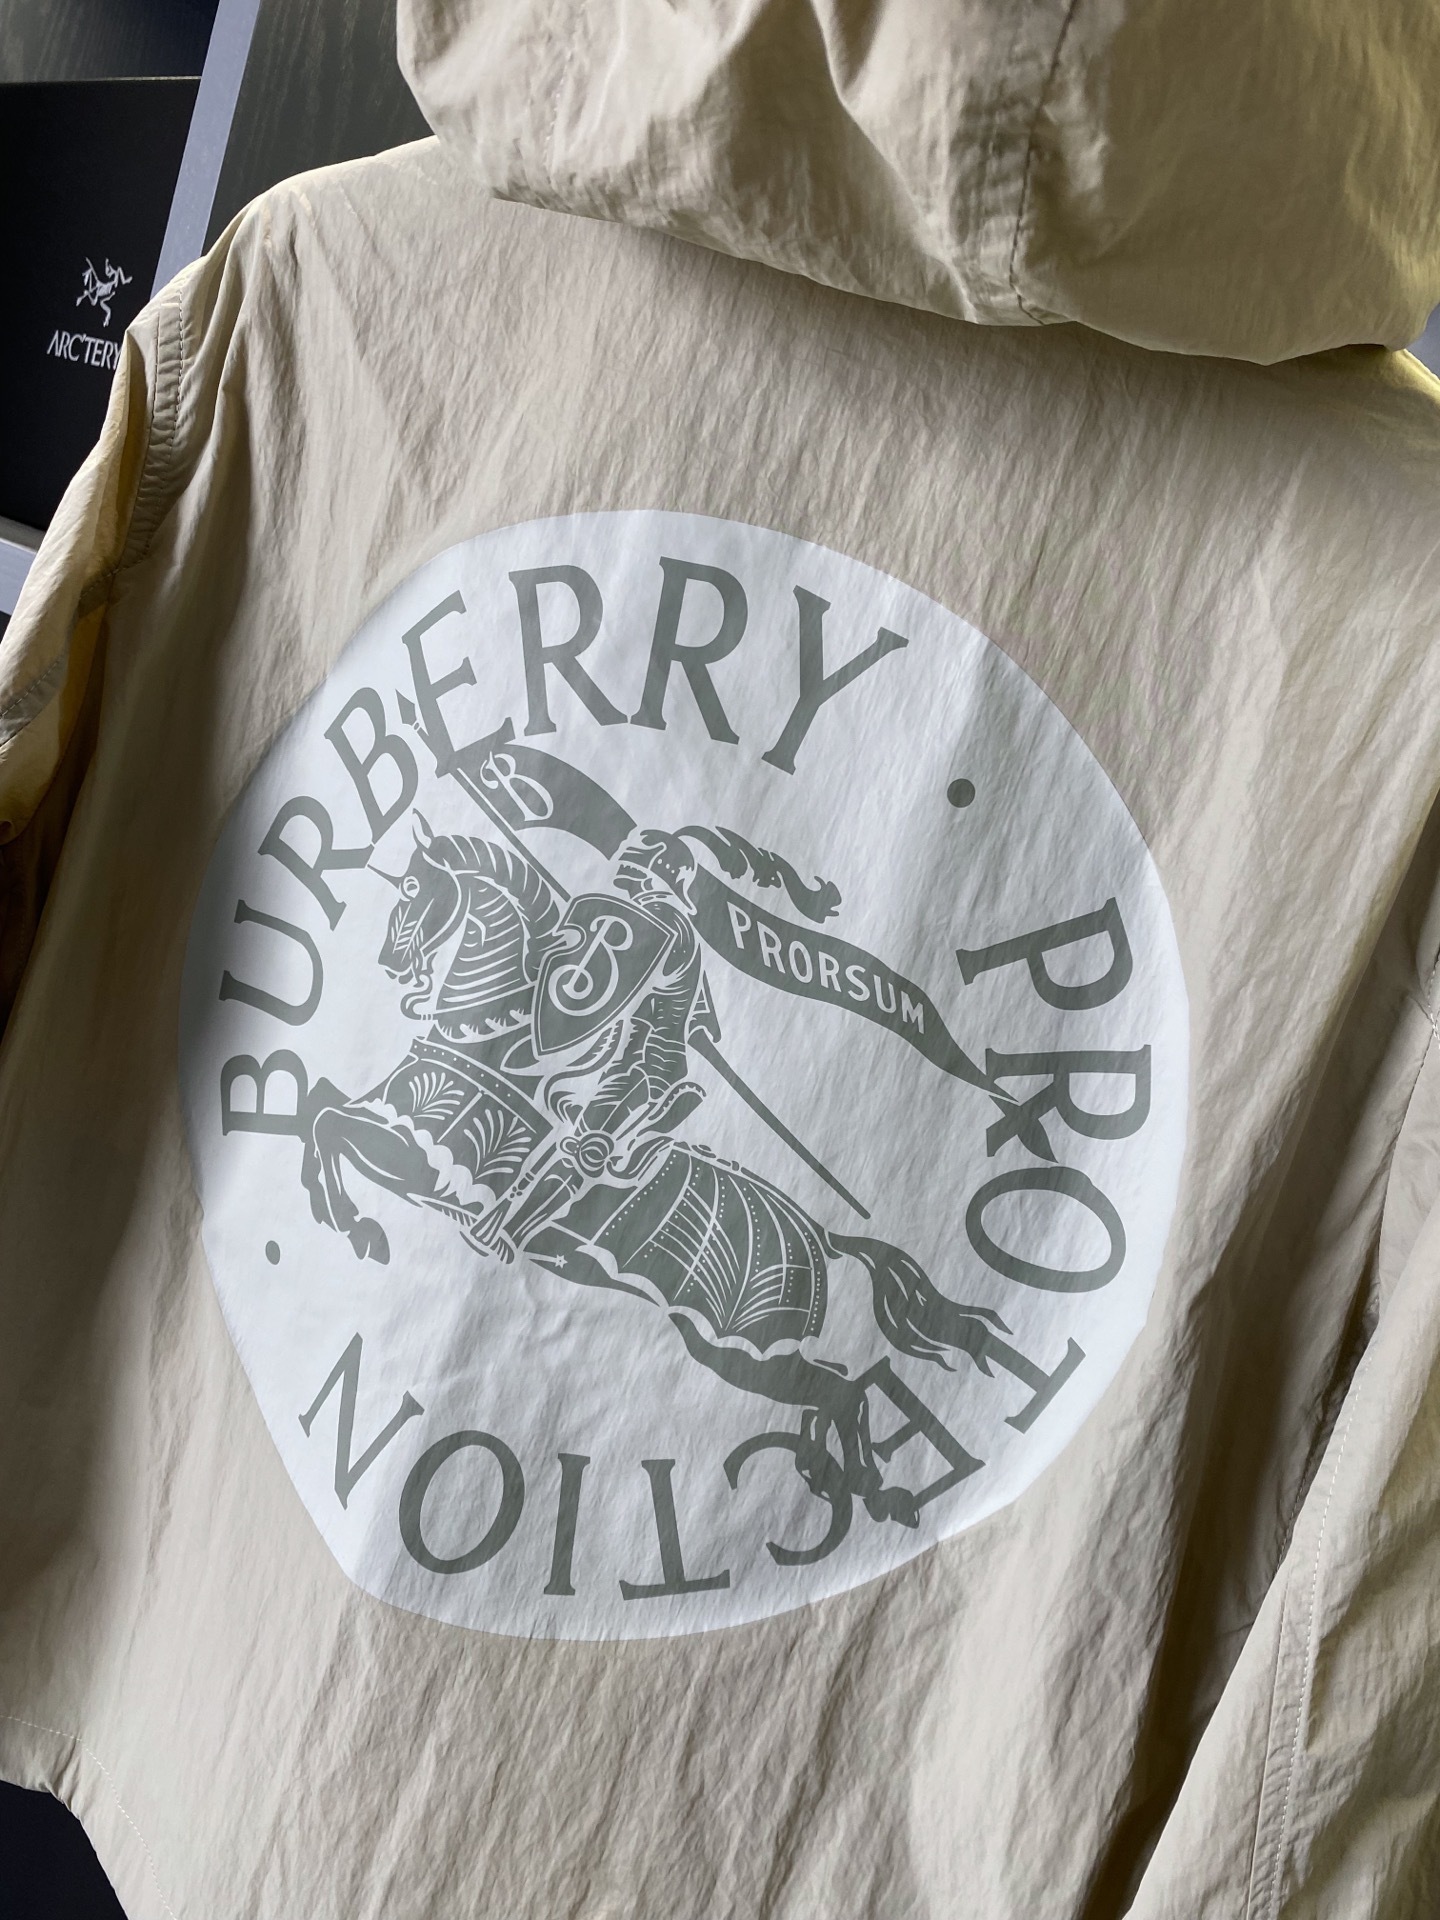 ARC'TERY
BURBERRY • PROTECTION •
B
B
PRORSUM